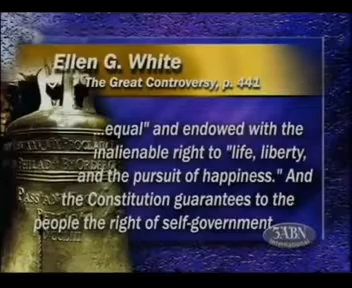 Ellen G. White
The Great Controversy, p. 441
...equal" and endowed with the
inalienable right to "life, liberty,
and the pursuit of happiness." And
the Constitution guarantees to the
people the right of self-government....
3ABN
International